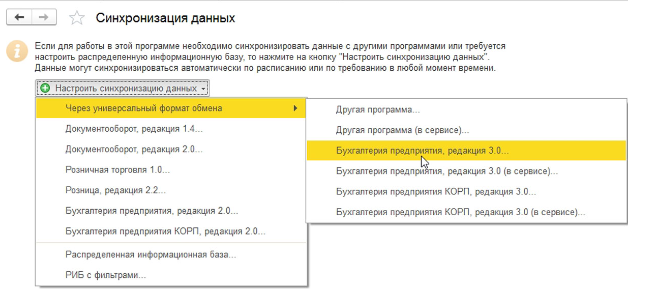 Синхронизация данных
Если для работы в этой программе необходимо синхронизировать данные с другими программами или требуется
настроить распределенную информационную базу, то нажмите на кнопку "Настроить синхронизацию данных".
Данные могут синхронизироваться автоматически по расписанию или по требованию в любой момент времени.
Настроить синхронизацию данных
Через универсальный формат обмена
Документооборот, редакция 1.4...
Документооборот, редакция 2.0...
Розничная торговля 1.0...
Розница, редакция 2.2...
Бухгалтерия предприятия, редакция 2.0...
Бухгалтерия предприятия КОРП, редакция 2.0...
Распределенная информационная база...
РИБ с фильтрами...
Другая программа...
Другая программа (в сервисе)...
Бухгалтерия предприятия, редакция 3.0...
Бухгалтерия предприятия, редакция 3.0 (в сервисе)...
Бухгалтерия предприятия КОРП, редакция 3.0...
Бухгалтерия предприятия КОРП, редакция 3.0 (в сервисе)...